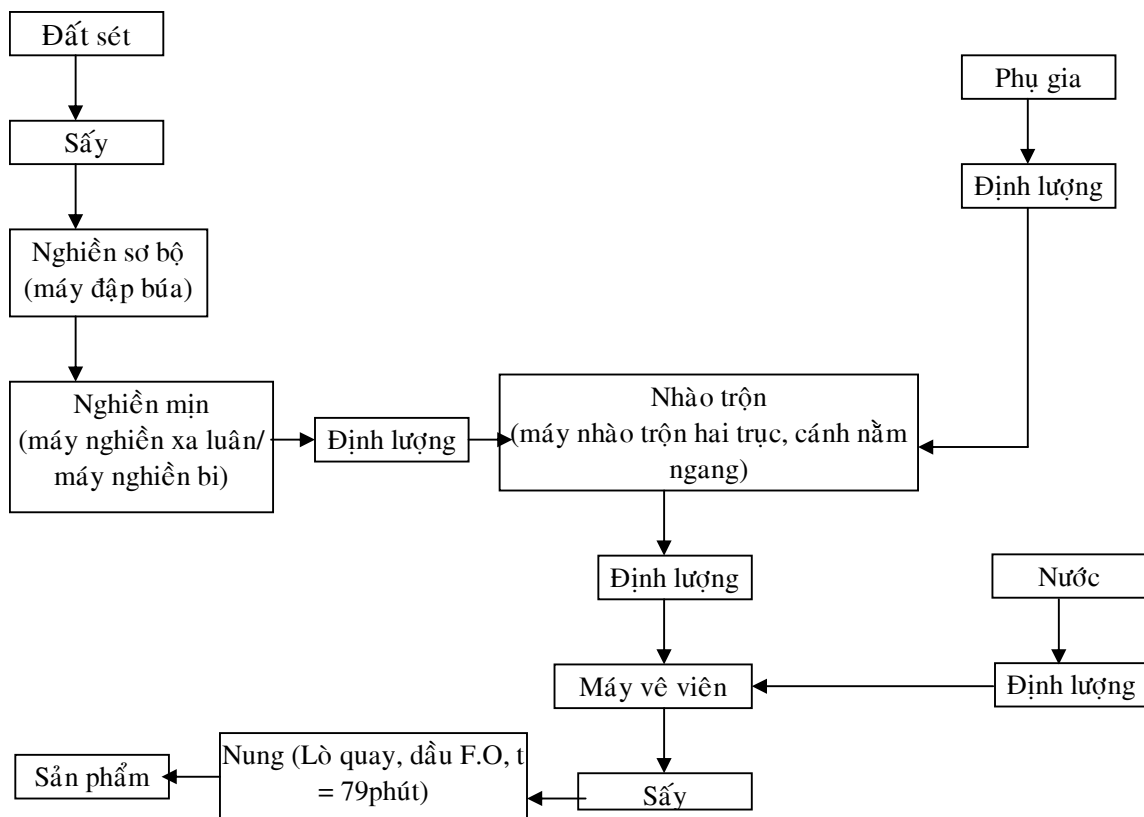 Đất sét
Phụ gia
Sấy
Định lượng
Nghiền sơ bộ
(máy đập búa)
Nghiền mịn
(máy nghiền xa luân/
máy nghiền bi)
Định lượng
Nhào trộn
(máy nhào trộn hai trục, cánh nằm
ngang)
Định lượng
Nước
Máy vê viên
Định lượng
Sản phẩm
Nung (Lò quay, dầu F.O, t
= 79phút)
Sấy